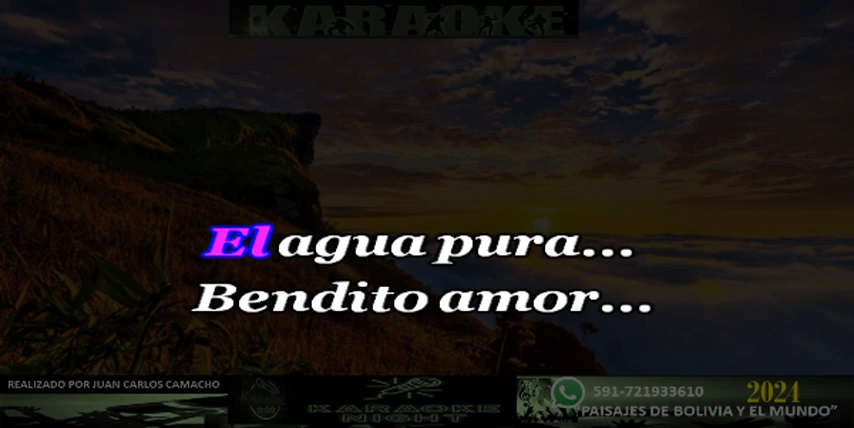 KARAOKE
El agua pura...
Bendito amor...
REALIZADO POR JUAN CARLOS CAMACHO
KARAOKE
NIGHT
591-721933610
2024
PAISAJES DE BOLIVIA Y EL MUNDO”